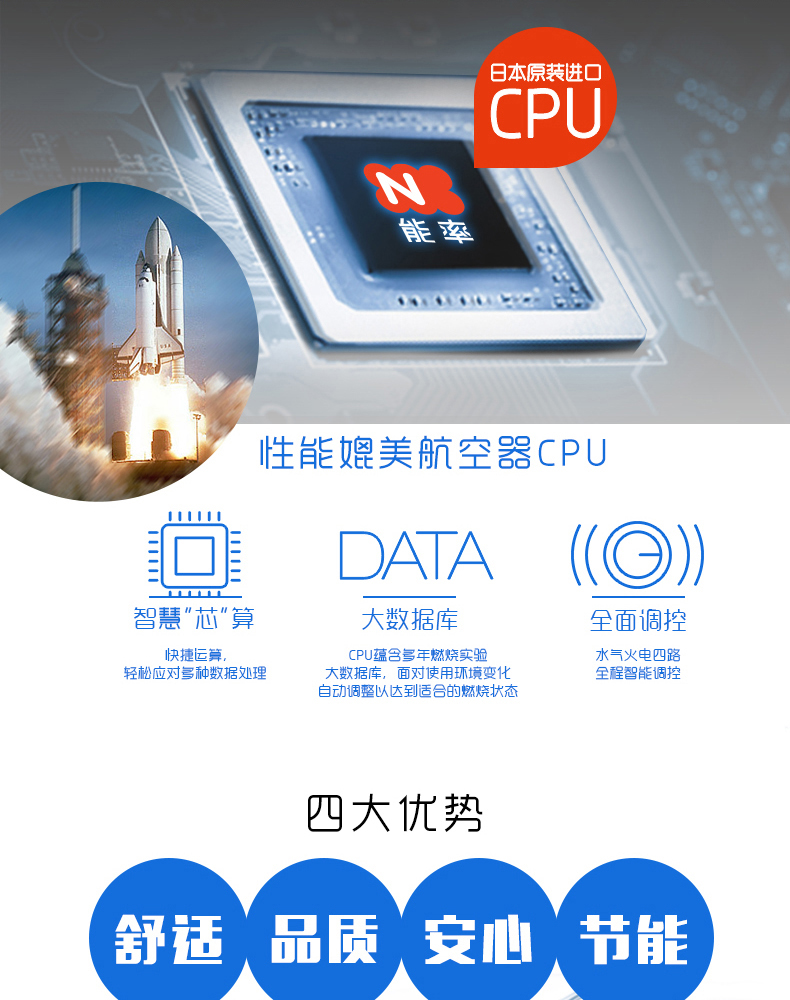 日本原装进口
CPU
N
能率
性能媲美航空器CPU
DATA
智慧"芯"算
大数据库
全面调控
快捷运算，
轻松应对多种数据处理
CPU蕴含多年燃烧实验
大数据库，面对使用环境变化
自动调整以达到适合的燃烧状态
水气火电四路
全程智能调控
四大优势
舒适
品质
安心
节能